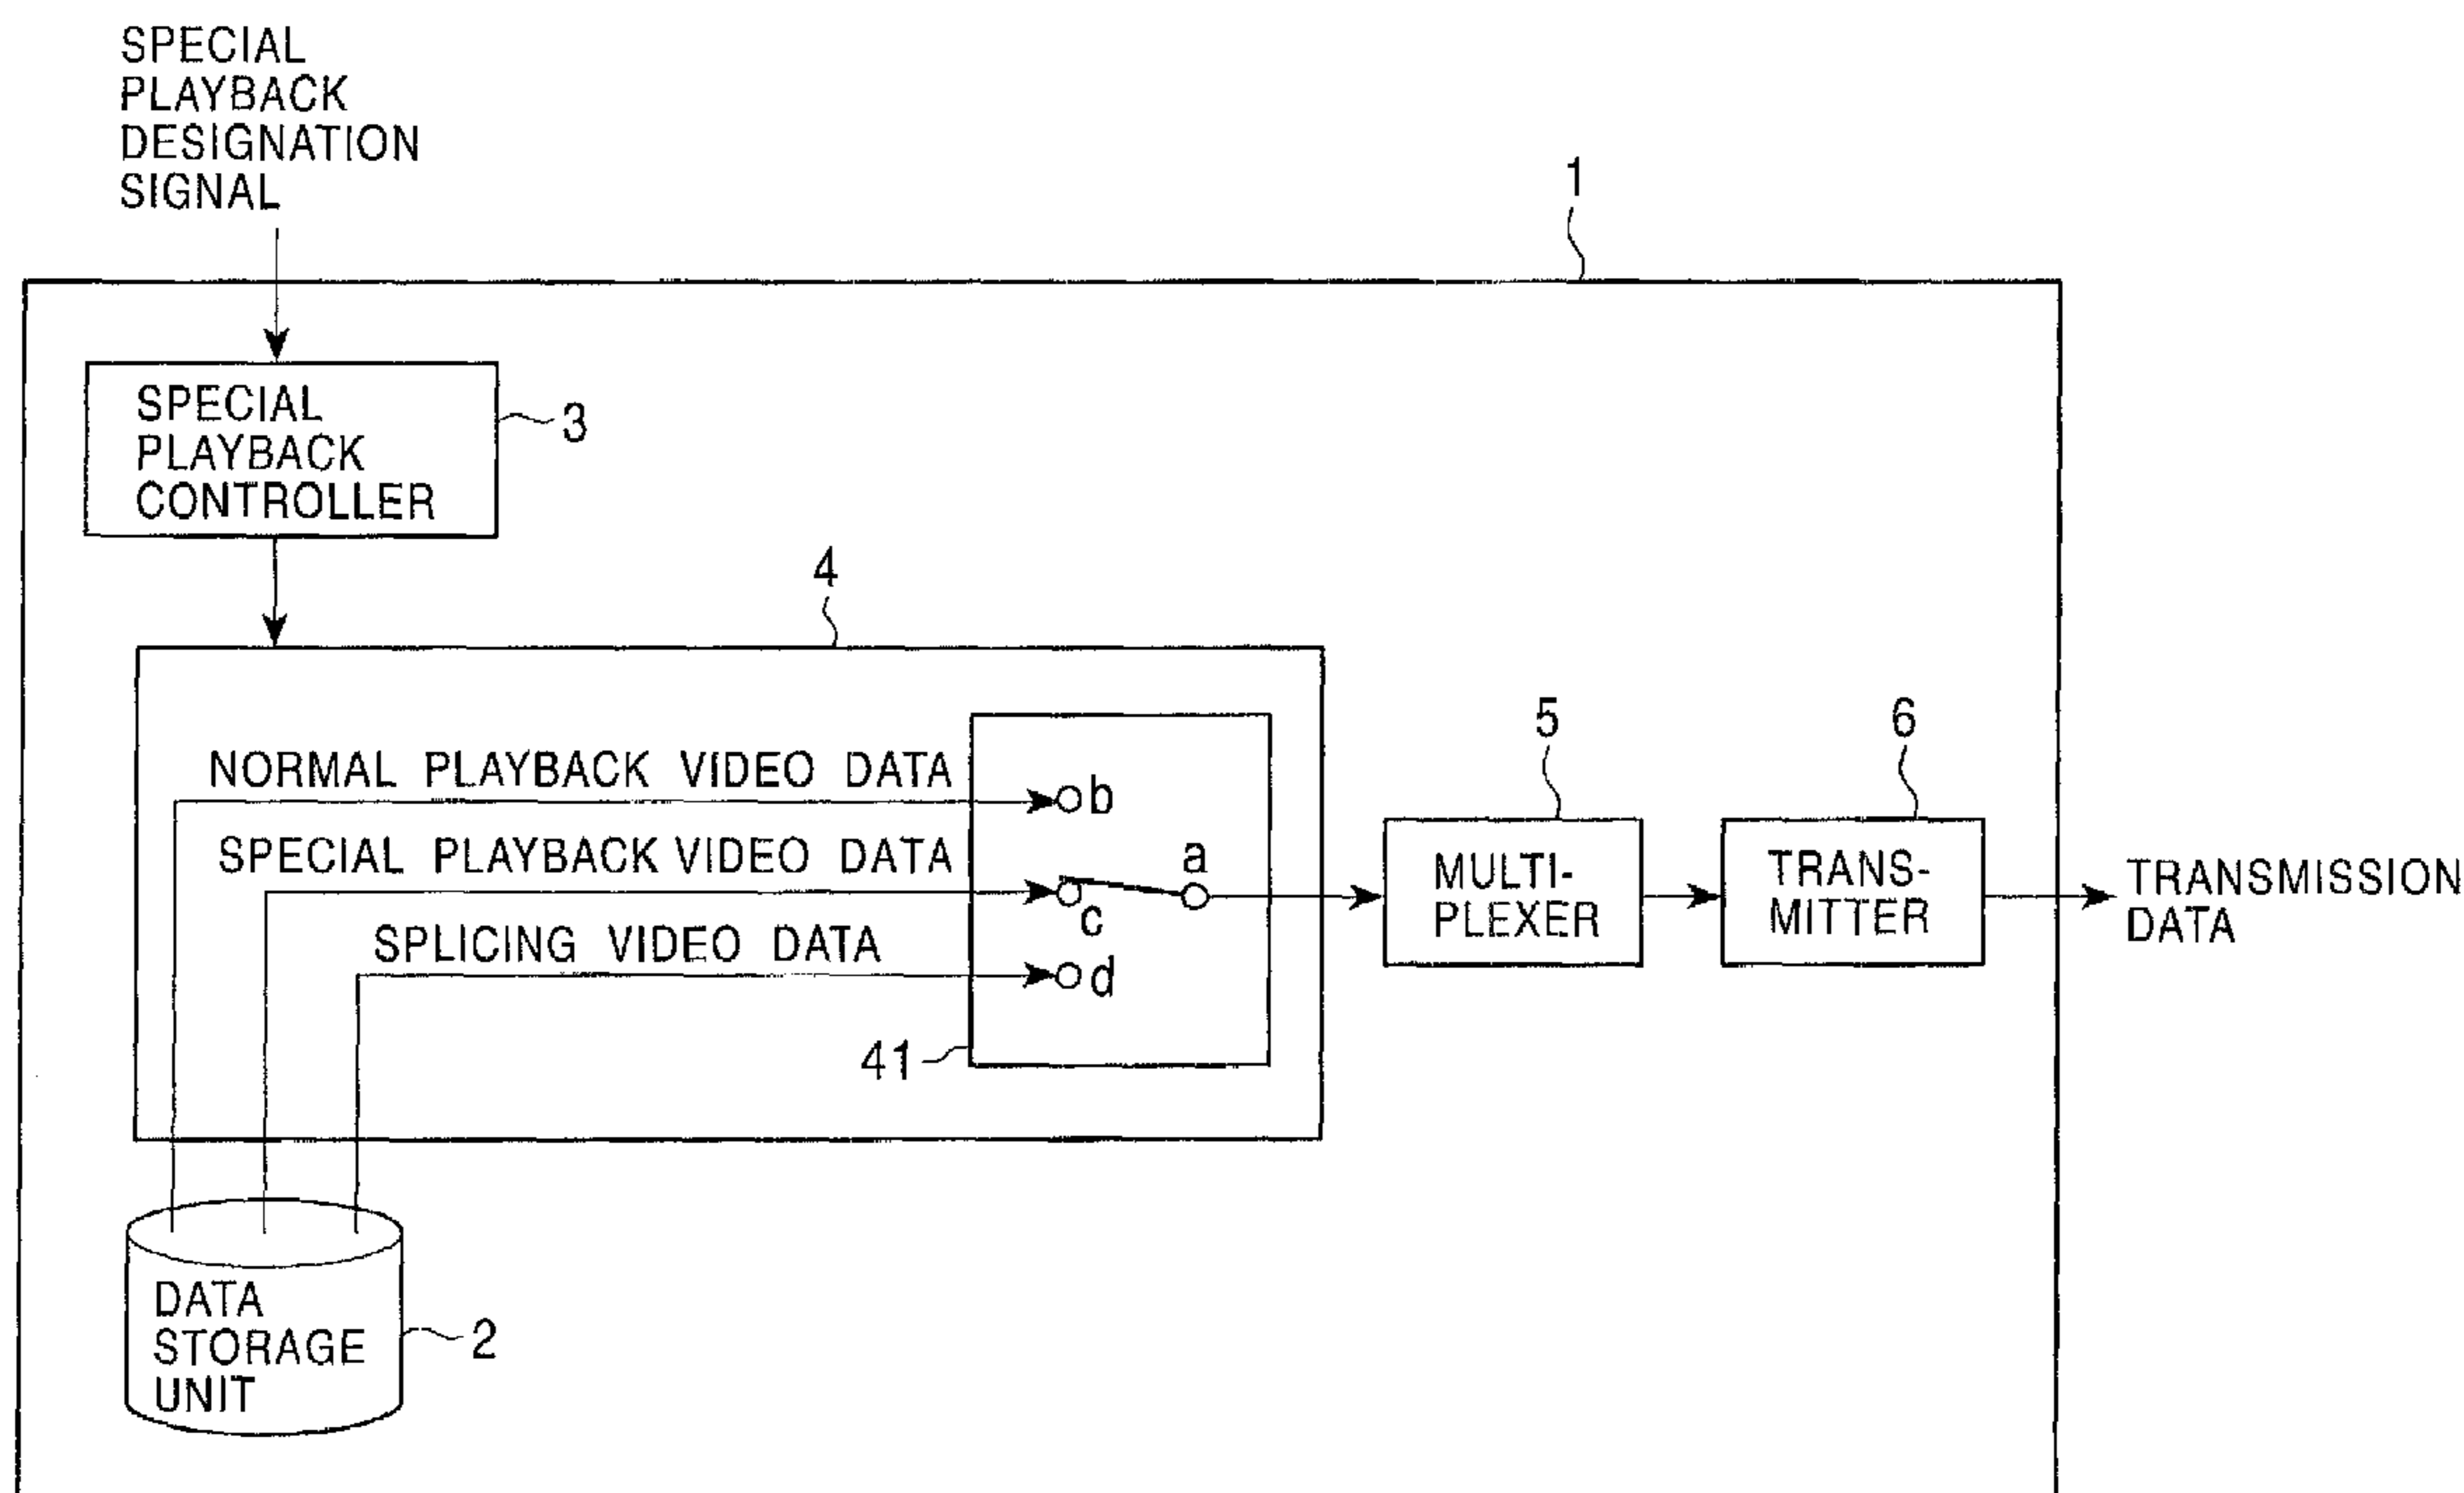 SPECIAL
PLAYBACK
DESIGNATION
SIGNAL
1
SPECIAL
PLAYBACK
CONTROLLER
3
4
NORMAL PLAYBACK VIDEO DATA
b
SPECIAL PLAYBACK VIDEO DATA
a
c
SPLICING VIDEO DATA
d
41
5
MULTI-
PLEXER
6
TRANS-
MITTER
TRANSMISSION
DATA
DATA
STORAGE
UNIT
2